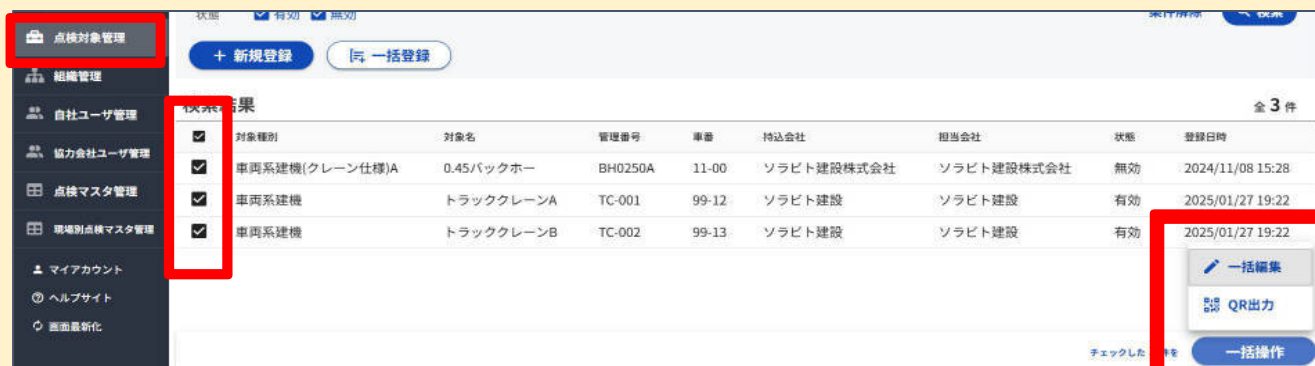 状態 有効 無効
条件解除 検索
点検対象管理
組織管理
自社ユーザ管理
協力会社ユーザ管理
点検マスタ管理
現場別点検マスタ管理
マイアカウント
ヘルプサイト
画面最新化
+ 新規登録 一括登録
検索結果
全 3 件
対象種別 対象名 管理番号 車番 持込会社 担当会社 状態 登録日時
車両系建機(クレーン仕様)A 0.45バックホー BH0250A 11-00 ソラビト建設株式会社 ソラビト建設株式会社 無効 2024/11/08 15:28
車両系建機 トラッククレーンA TC-001 99-12 ソラビト建設 ソラビト建設 有効 2025/01/27 19:22
車両系建機 トラッククレーンB TC-002 99-13 ソラビト建設 ソラビト建設 有効 2025/01/27 19:22
一括編集
QR出力
チェックした 件を 一括操作